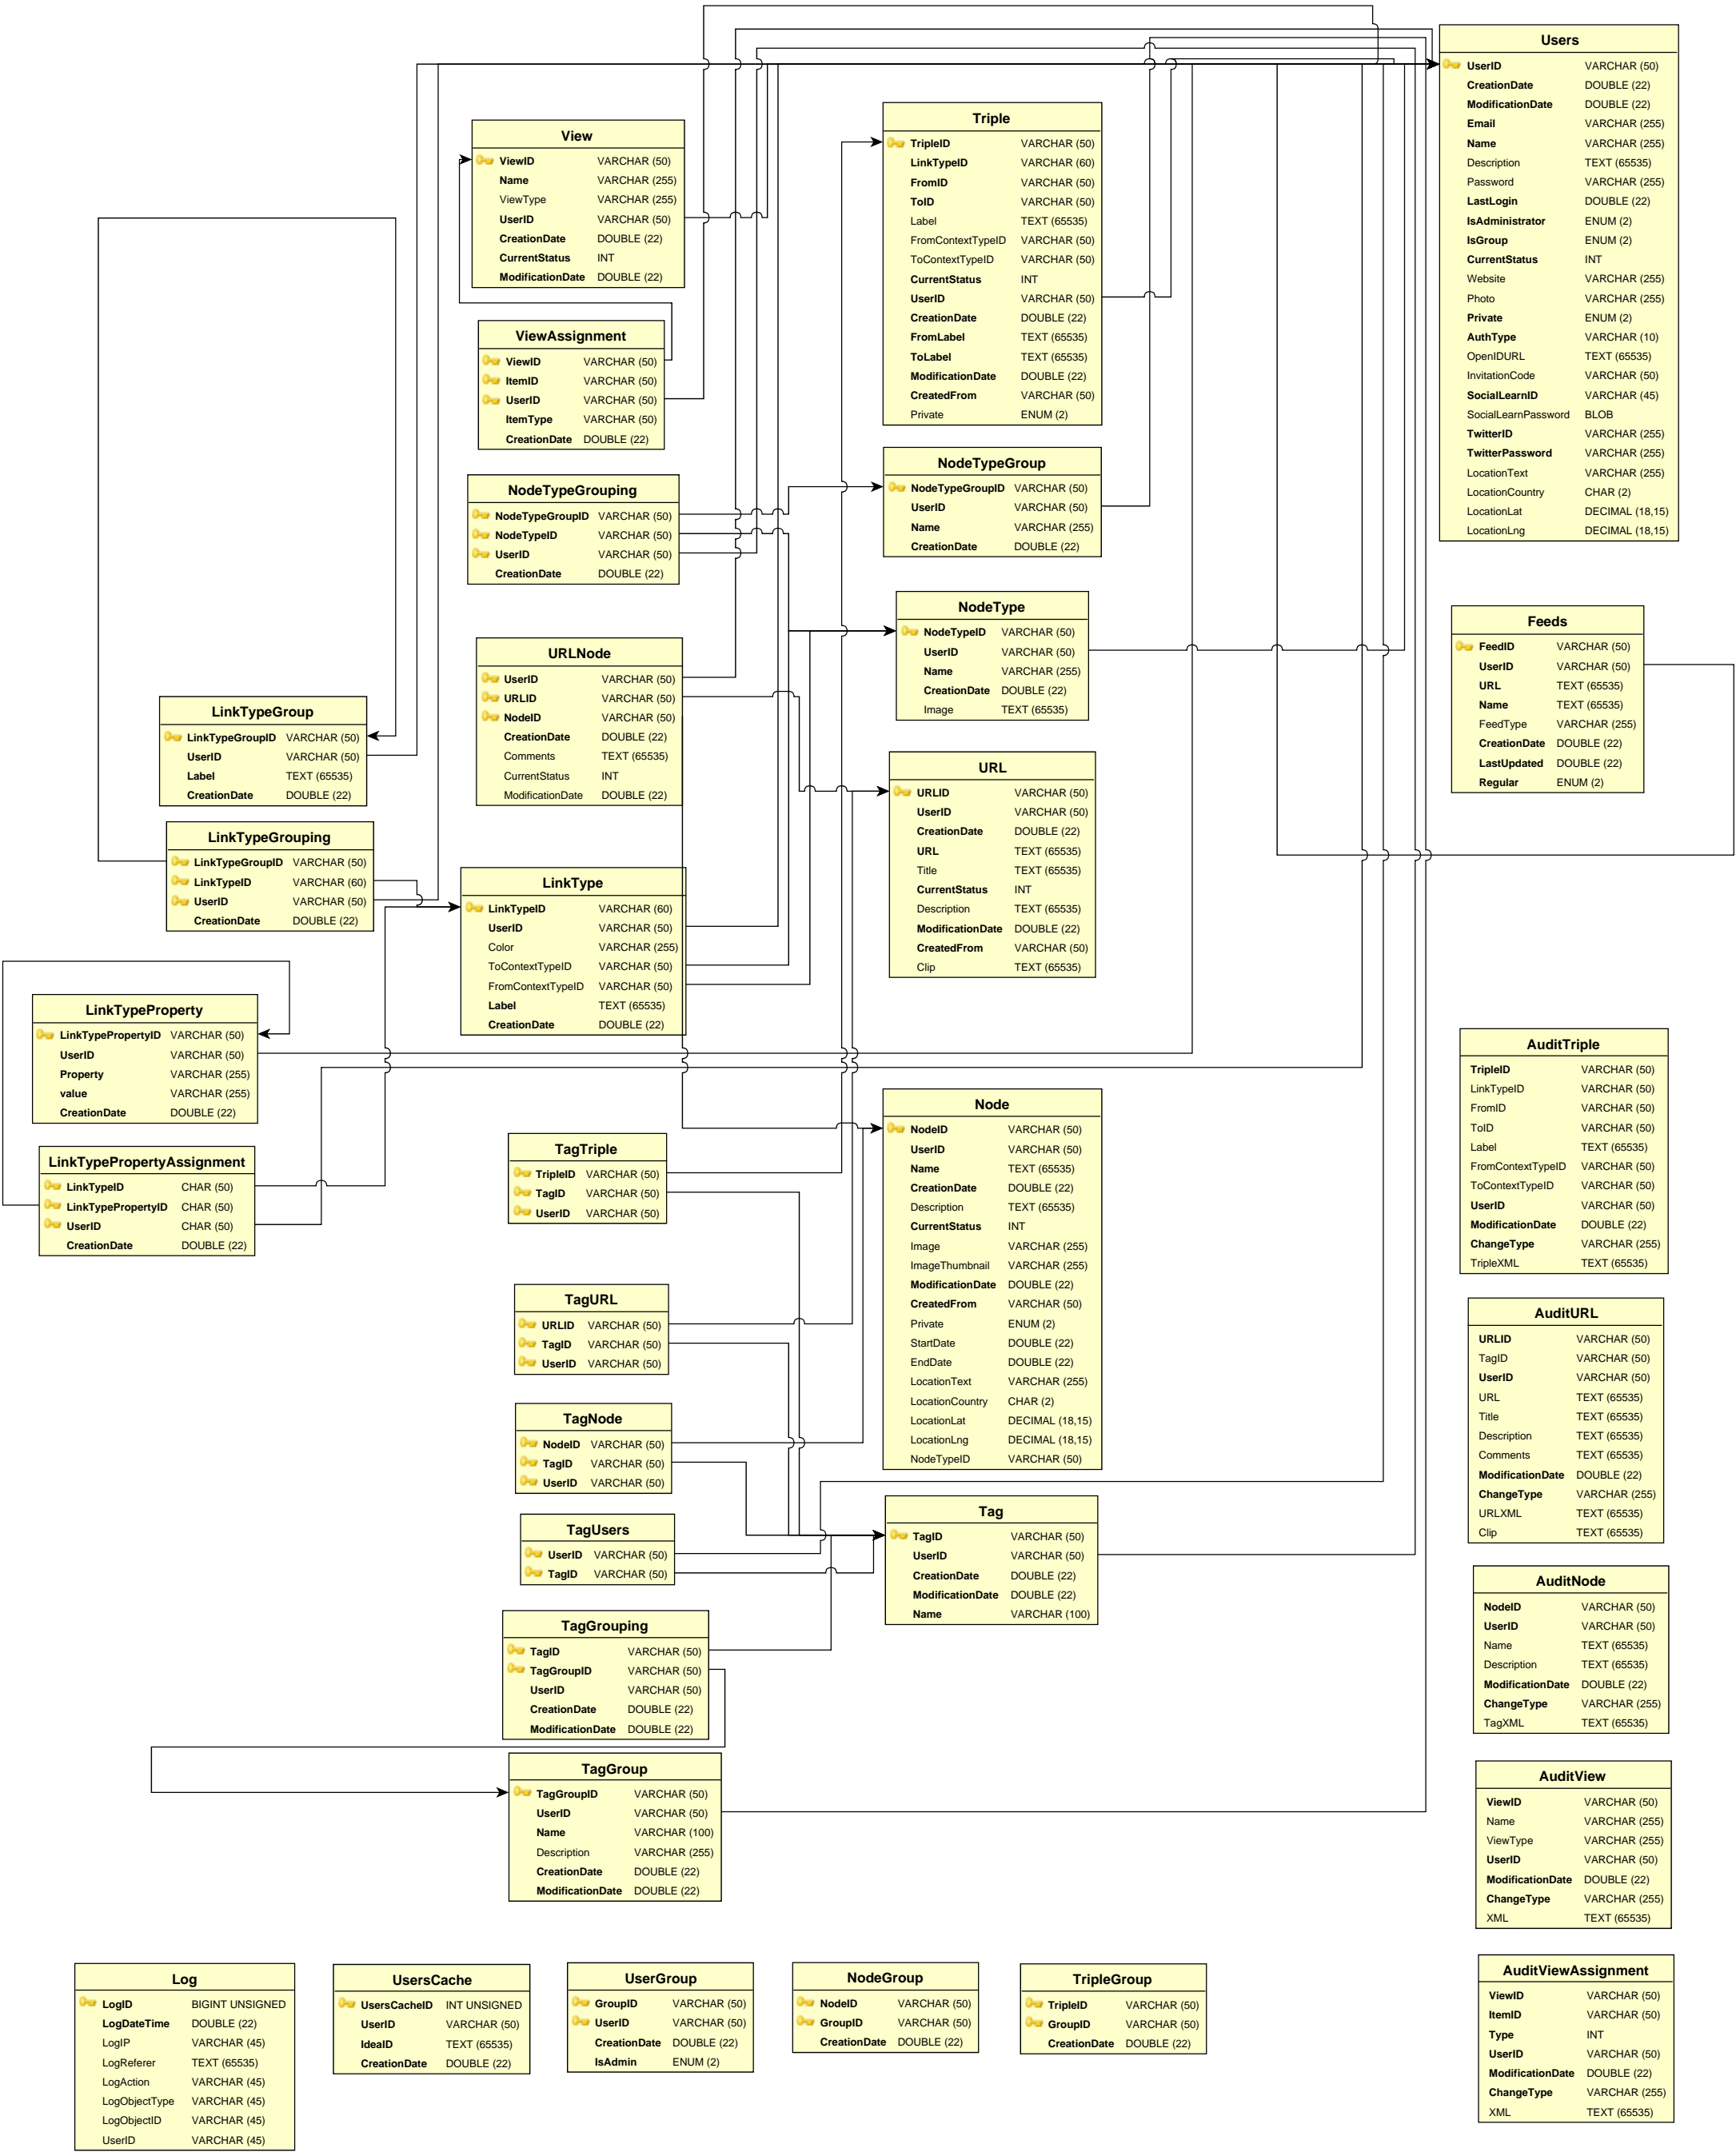 Users
UserID VARCHAR (50)
CreationDate DOUBLE (22)
ModificationDate DOUBLE (22)
Email VARCHAR (255)
Name VARCHAR (255)
Description TEXT (65535)
Password VARCHAR (255)
LastLogin DOUBLE (22)
IsAdministrator ENUM (2)
IsGroup ENUM (2)
CurrentStatus INT
Website VARCHAR (255)
Photo VARCHAR (255)
Private ENUM (2)
AuthType VARCHAR (10)
OpenIDURL TEXT (65535)
InvitationCode VARCHAR (50)
SocialLearnID VARCHAR (45)
SocialLearnPassword BLOB
TwitterID VARCHAR (255)
TwitterPassword VARCHAR (255)
LocationText VARCHAR (255)
LocationCountry CHAR (2)
LocationLat DECIMAL (18,15)
LocationLng DECIMAL (18,15)
View
ViewID VARCHAR (50)
Name VARCHAR (255)
ViewType VARCHAR (255)
UserID VARCHAR (50)
CreationDate DOUBLE (22)
CurrentStatus INT
ModificationDate DOUBLE (22)
Triple
TripleID VARCHAR (50)
LinkTypeID VARCHAR (60)
FromID VARCHAR (50)
ToID VARCHAR (50)
Label TEXT (65535)
FromContextTypeID VARCHAR (50)
ToContextTypeID VARCHAR (50)
CurrentStatus INT
UserID VARCHAR (50)
CreationDate DOUBLE (22)
FromLabel TEXT (65535)
ToLabel TEXT (65535)
ModificationDate DOUBLE (22)
CreatedFrom VARCHAR (50)
Private ENUM (2)
ViewAssignment
ViewID VARCHAR (50)
ItemID VARCHAR (50)
UserID VARCHAR (50)
ItemType VARCHAR (50)
CreationDate DOUBLE (22)
NodeTypeGrouping
NodeTypeGroupID VARCHAR (50)
NodeTypeID VARCHAR (50)
UserID VARCHAR (50)
CreationDate DOUBLE (22)
NodeTypeGroup
NodeTypeGroupID VARCHAR (50)
UserID VARCHAR (50)
Name VARCHAR (255)
CreationDate DOUBLE (22)
NodeType
NodeTypeID VARCHAR (50)
UserID VARCHAR (50)
Name VARCHAR (255)
CreationDate DOUBLE (22)
Image TEXT (65535)
Feeds
FeedID VARCHAR (50)
UserID VARCHAR (50)
URL TEXT (65535)
Name TEXT (65535)
FeedType VARCHAR (255)
CreationDate DOUBLE (22)
LastUpdated DOUBLE (22)
Regular ENUM (2)
URLNode
UserID VARCHAR (50)
URLID VARCHAR (50)
NodeID VARCHAR (50)
CreationDate DOUBLE (22)
Comments TEXT (65535)
CurrentStatus INT
ModificationDate DOUBLE (22)
LinkTypeGroup
LinkTypeGroupID VARCHAR (50)
UserID VARCHAR (50)
Label TEXT (65535)
CreationDate DOUBLE (22)
URL
URLID VARCHAR (50)
UserID VARCHAR (50)
CreationDate DOUBLE (22)
URL TEXT (65535)
Title TEXT (65535)
CurrentStatus INT
Description TEXT (65535)
ModificationDate DOUBLE (22)
CreatedFrom VARCHAR (50)
Clip TEXT (65535)
LinkTypeGrouping
LinkTypeGroupID VARCHAR (50)
LinkTypeID VARCHAR (60)
UserID VARCHAR (50)
CreationDate DOUBLE (22)
LinkType
LinkTypeID VARCHAR (60)
UserID VARCHAR (50)
Color VARCHAR (255)
ToContextTypeID VARCHAR (50)
FromContextTypeID VARCHAR (50)
Label TEXT (65535)
CreationDate DOUBLE (22)
LinkTypeProperty
LinkTypePropertyID VARCHAR (50)
UserID VARCHAR (50)
Property VARCHAR (255)
value VARCHAR (255)
CreationDate DOUBLE (22)
LinkTypePropertyAssignment
LinkTypeID CHAR (50)
LinkTypePropertyID CHAR (50)
UserID CHAR (50)
CreationDate DOUBLE (22)
Node
NodeID VARCHAR (50)
UserID VARCHAR (50)
Name TEXT (65535)
CreationDate DOUBLE (22)
Description TEXT (65535)
CurrentStatus INT
Image VARCHAR (255)
ImageThumbnail VARCHAR (255)
ModificationDate DOUBLE (22)
CreatedFrom VARCHAR (50)
Private ENUM (2)
StartDate DOUBLE (22)
EndDate DOUBLE (22)
LocationText VARCHAR (255)
LocationCountry CHAR (2)
LocationLat DECIMAL (18,15)
LocationLng DECIMAL (18,15)
NodeTypeID VARCHAR (50)
AuditTriple
TripleID VARCHAR (50)
LinkTypeID VARCHAR (50)
FromID VARCHAR (50)
ToID VARCHAR (50)
Label TEXT (65535)
FromContextTypeID VARCHAR (50)
ToContextTypeID VARCHAR (50)
UserID VARCHAR (50)
ModificationDate DOUBLE (22)
ChangeType VARCHAR (255)
TripleXML TEXT (65535)
TagTriple
TripleID VARCHAR (50)
TagID VARCHAR (50)
UserID VARCHAR (50)
TagURL
URLID VARCHAR (50)
TagID VARCHAR (50)
UserID VARCHAR (50)
AuditURL
URLID VARCHAR (50)
TagID VARCHAR (50)
UserID VARCHAR (50)
URL TEXT (65535)
Title TEXT (65535)
Description TEXT (65535)
Comments TEXT (65535)
ModificationDate DOUBLE (22)
ChangeType VARCHAR (255)
URLXML TEXT (65535)
Clip TEXT (65535)
TagNode
NodeID VARCHAR (50)
TagID VARCHAR (50)
UserID VARCHAR (50)
TagUsers
UserID VARCHAR (50)
TagID VARCHAR (50)
Tag
TagID VARCHAR (50)
UserID VARCHAR (50)
CreationDate DOUBLE (22)
ModificationDate DOUBLE (22)
Name VARCHAR (100)
AuditNode
NodeID VARCHAR (50)
UserID VARCHAR (50)
Name TEXT (65535)
Description TEXT (65535)
ModificationDate DOUBLE (22)
ChangeType VARCHAR (255)
TagXML TEXT (65535)
TagGrouping
TagID VARCHAR (50)
TagGroupID VARCHAR (50)
UserID VARCHAR (50)
CreationDate DOUBLE (22)
ModificationDate DOUBLE (22)
TagGroup
TagGroupID VARCHAR (50)
UserID VARCHAR (50)
Name VARCHAR (100)
Description VARCHAR (255)
CreationDate DOUBLE (22)
ModificationDate DOUBLE (22)
AuditView
ViewID VARCHAR (50)
Name VARCHAR (255)
ViewType VARCHAR (255)
UserID VARCHAR (50)
ModificationDate DOUBLE (22)
ChangeType VARCHAR (255)
XML TEXT (65535)
Log
LogID BIGINT UNSIGNED
LogDateTime DOUBLE (22)
LogIP VARCHAR (45)
LogReferer TEXT (65535)
LogAction VARCHAR (45)
LogObjectType VARCHAR (45)
LogObjectID VARCHAR (45)
UserID VARCHAR (45)
UsersCache
UsersCacheID INT UNSIGNED
UserID VARCHAR (50)
IdeaID TEXT (65535)
CreationDate DOUBLE (22)
UserGroup
GroupID VARCHAR (50)
UserID VARCHAR (50)
CreationDate DOUBLE (22)
IsAdmin ENUM (2)
NodeGroup
NodeID VARCHAR (50)
GroupID VARCHAR (50)
CreationDate DOUBLE (22)
TripleGroup
TripleID VARCHAR (50)
GroupID VARCHAR (50)
CreationDate DOUBLE (22)
AuditViewAssignment
ViewID VARCHAR (50)
ItemID VARCHAR (50)
Type INT
UserID VARCHAR (50)
ModificationDate DOUBLE (22)
ChangeType VARCHAR (255)
XML TEXT (65535)